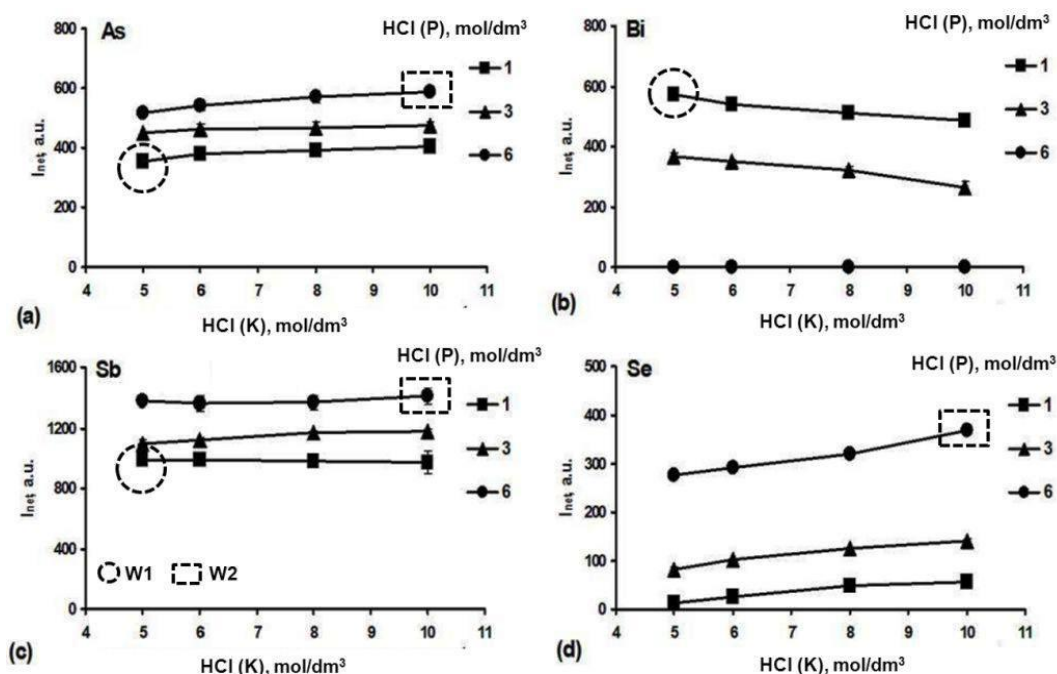 As
HCl (P), mol/dm³
1
3
6
I net, a.u.
800
600
400
200
0
4 5 6 7 8 9 10 11
HCl (K), mol/dm³
(a)
Bi
HCl (P), mol/dm³
1
3
6
I net, a.u.
800
600
400
200
0
4 5 6 7 8 9 10 11
HCl (K), mol/dm³
(b)
Sb
HCl (P), mol/dm³
1
3
6
I net, a.u.
1600
1200
800
400
0
W1 W2
4 5 6 7 8 9 10 11
HCl (K), mol/dm³
(c)
Se
HCl (P), mol/dm³
1
3
6
I net, a.u.
500
400
300
200
100
0
4 5 6 7 8 9 10 11
HCl (K), mol/dm³
(d)